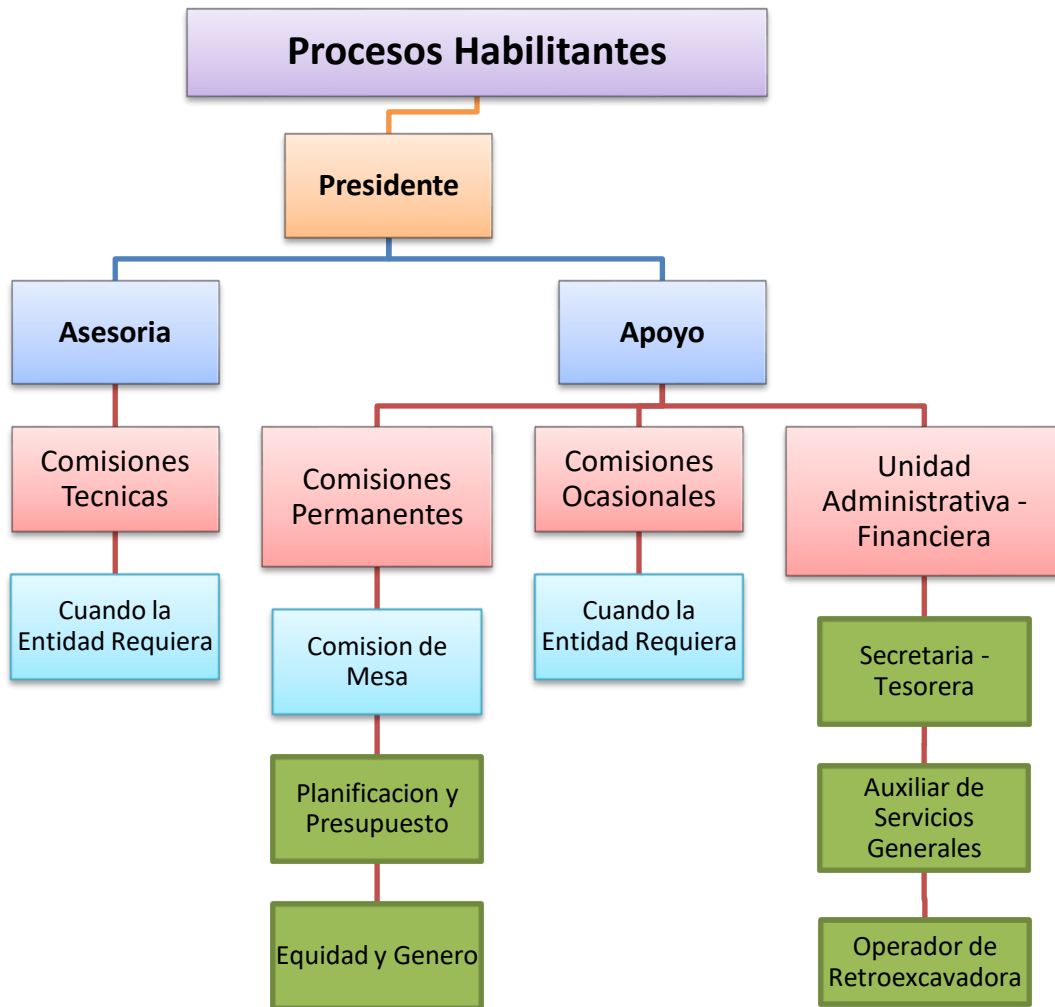 Procesos Habilitantes
Presidente
Asesoria
Apoyo
Comisiones
Tecnicas
Comisiones
Permanentes
Comisiones
Ocasionales
Unidad
Administrativa -
Financiera
Cuando la
Entidad Requiera
Comision de
Mesa
Cuando la
Entidad Requiera
Secretaria -
Tesorera
Planificacion y
Presupuesto
Auxiliar de
Servicios
Generales
Equidad y Genero
Operador de
Retroexcavadora